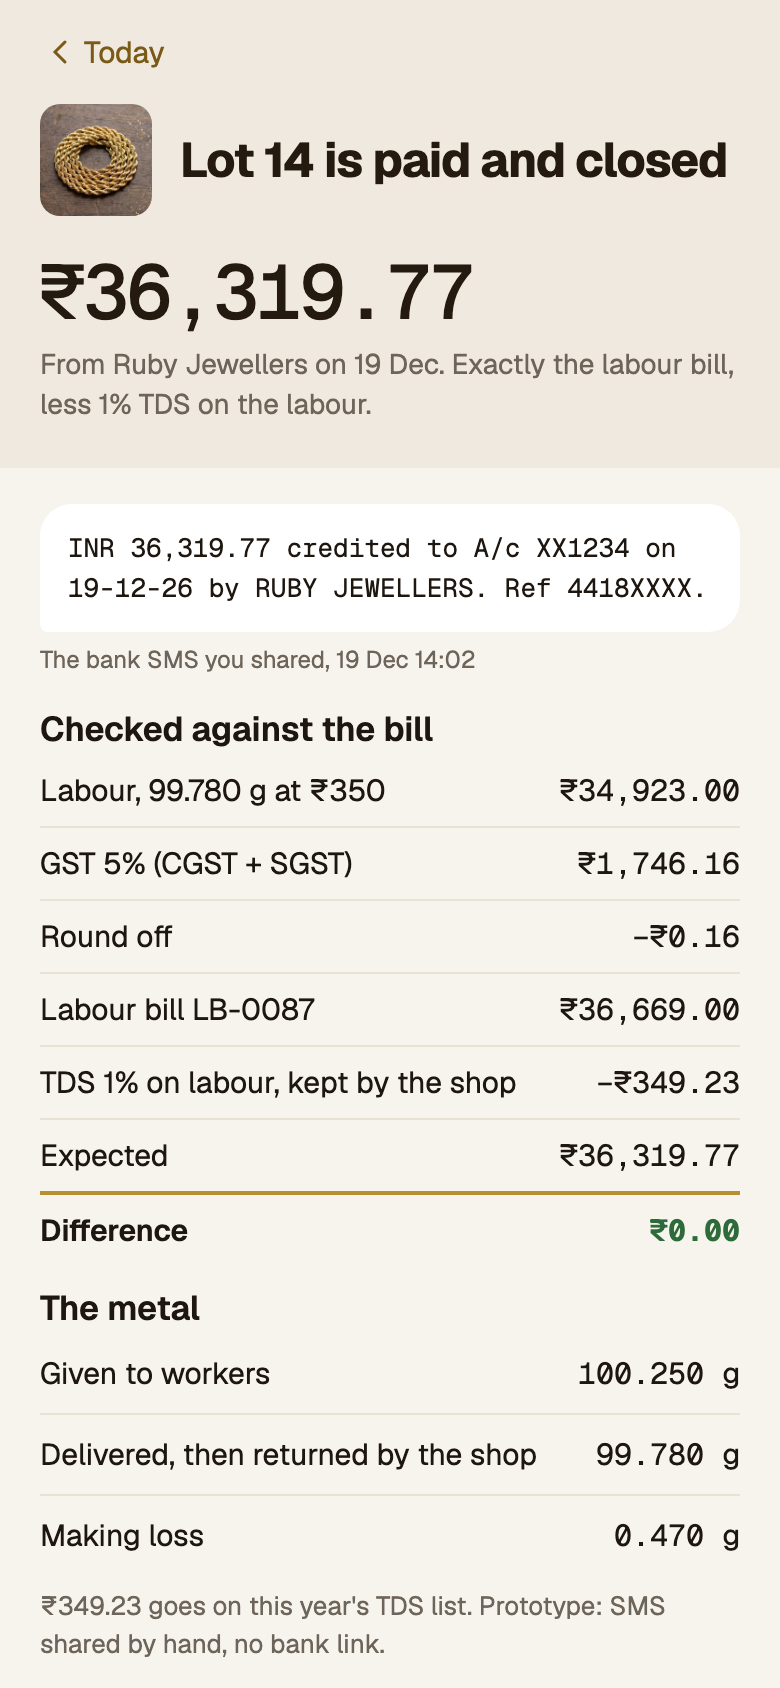 Today
Lot 14 is paid and closed
₹36,319.77
From Ruby Jewellers on 19 Dec. Exactly the labour bill,
less 1% TDS on the labour.
INR 36,319.77 credited to A/c XX1234 on
19-12-26 by RUBY JEWELLERS. Ref 4418XXXX.
The bank SMS you shared, 19 Dec 14:02
Checked against the bill
Labour, 99.780 g at ₹350 ₹34,923.00
GST 5% (CGST + SGST) ₹1,746.16
Round off −₹0.16
Labour bill LB-0087 ₹36,669.00
TDS 1% on labour, kept by the shop −₹349.23
Expected ₹36,319.77
Difference ₹0.00
The metal
Given to workers 100.250 g
Delivered, then returned by the shop 99.780 g
Making loss 0.470 g
₹349.23 goes on this year's TDS list. Prototype: SMS
shared by hand, no bank link.